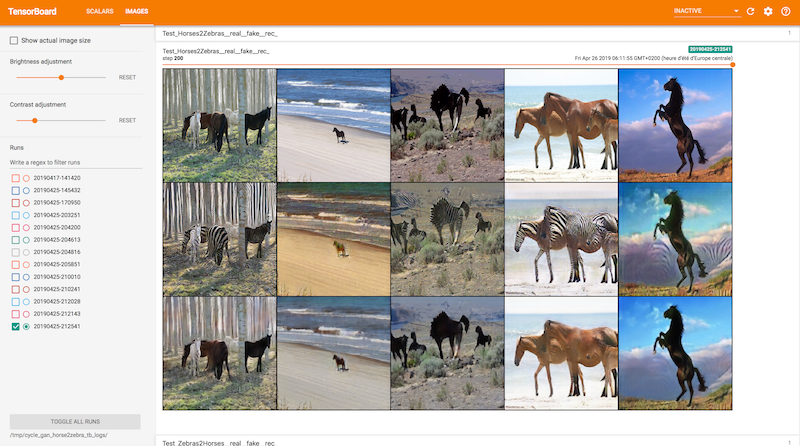 TensorBoard
SCALARS
IMAGES
INACTIVE
Show actual image size
Brightness adjustment
RESET
Contrast adjustment
RESET
Runs
Write a regex to filter runs
20190417-141420
20190425-145432
20190425-170950
20190425-203251
20190425-204200
20190425-204613
20190425-204816
20190425-205851
20190425-210010
20190425-210241
20190425-212028
20190425-212143
20190425-212541
TOGGLE ALL RUNS
/tmp/cycle_gan_horse2zebra_tb_logs/
Test_Horses2Zebras__real__fake__rec_
1
Test_Horses2Zebras__real__fake__rec_
20190425-212541
step 200
Fri Apr 26 2019 06:11:55 GMT+0200 (heure d'été d'Europe centrale)
Test_Zebras2Horses__real__fake__rec_
1